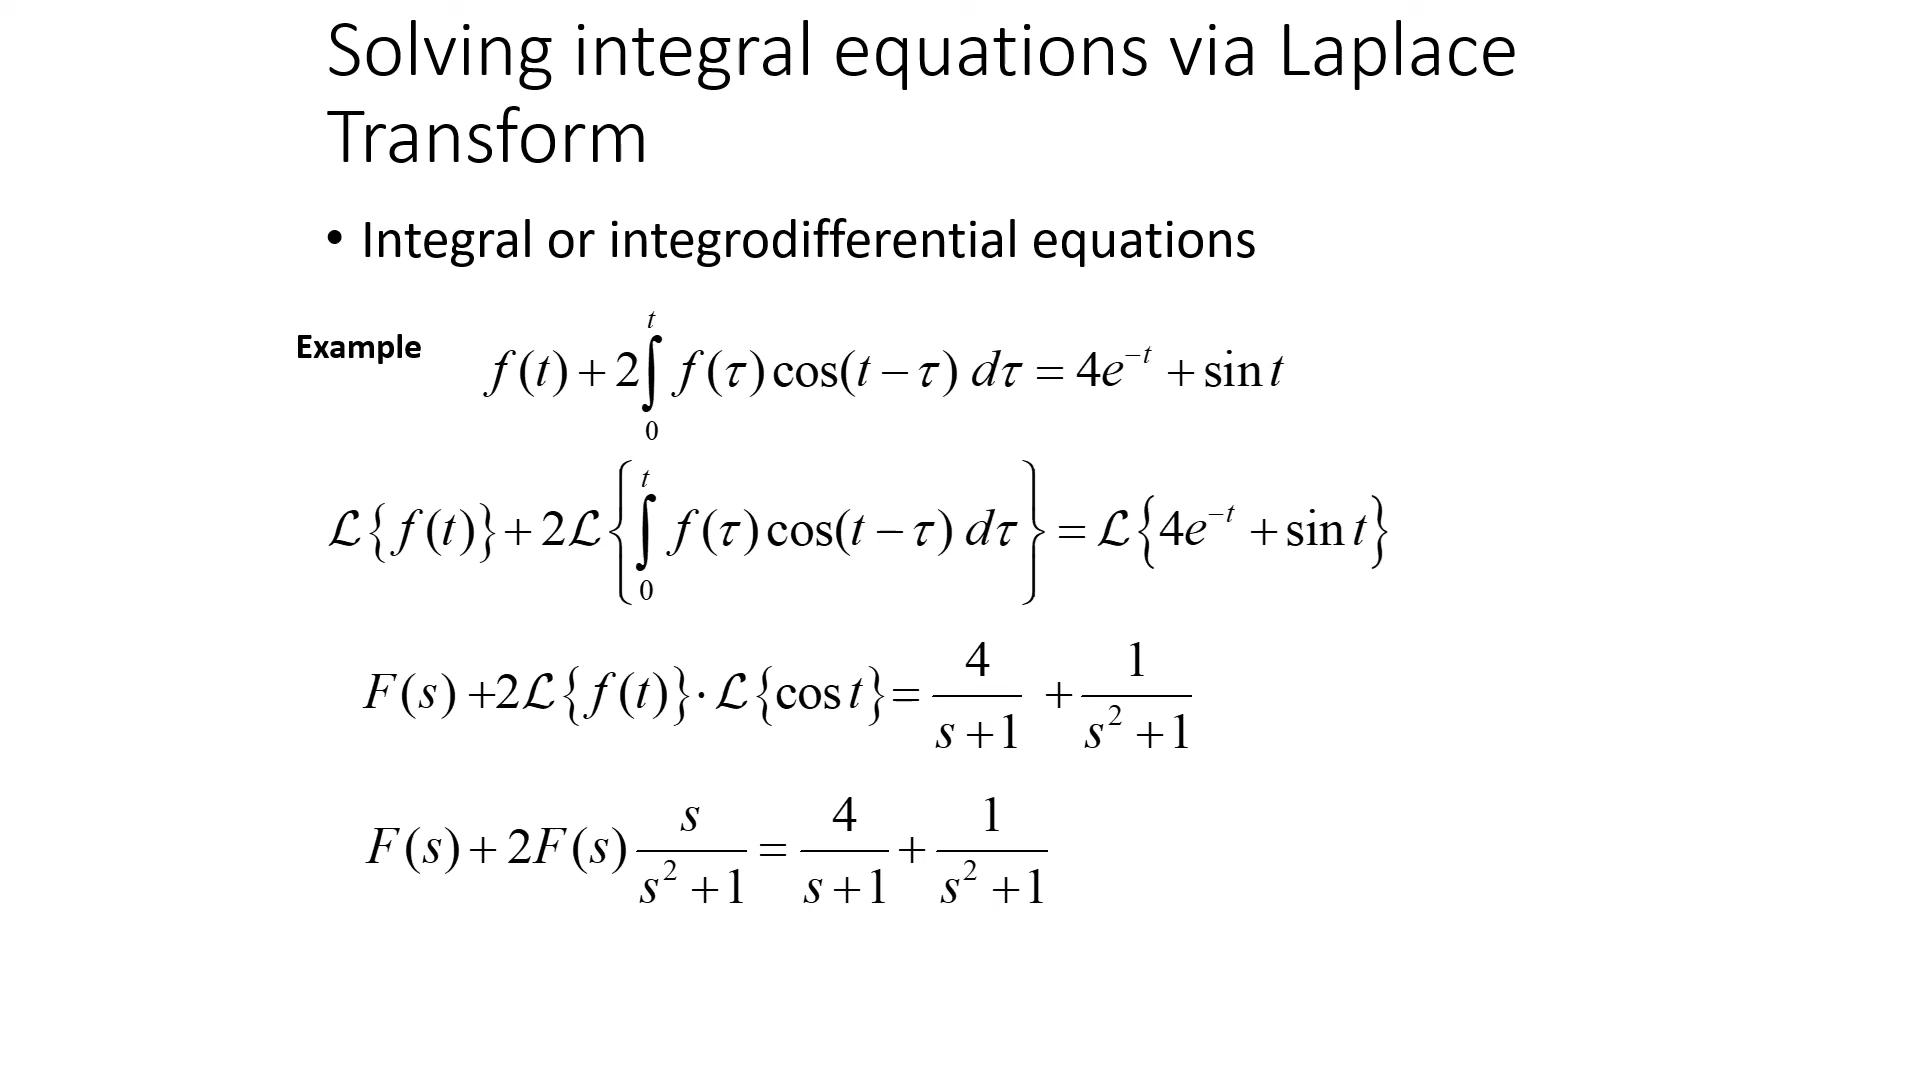 Solving integral equations via Laplace
Transform
• Integral or integrodifferential equations
Example
f(t) + 2∫₀ᵗ f(τ)cos(t − τ) dτ = 4e⁻ᵗ + sin t
ℒ{f(t)} + 2ℒ{∫₀ᵗ f(τ)cos(t − τ) dτ} = ℒ{4e⁻ᵗ + sin t}
F(s) + 2ℒ{f(t)}·ℒ{cos t} = 4/(s+1) + 1/(s²+1)
F(s) + 2F(s) s/(s²+1) = 4/(s+1) + 1/(s²+1)